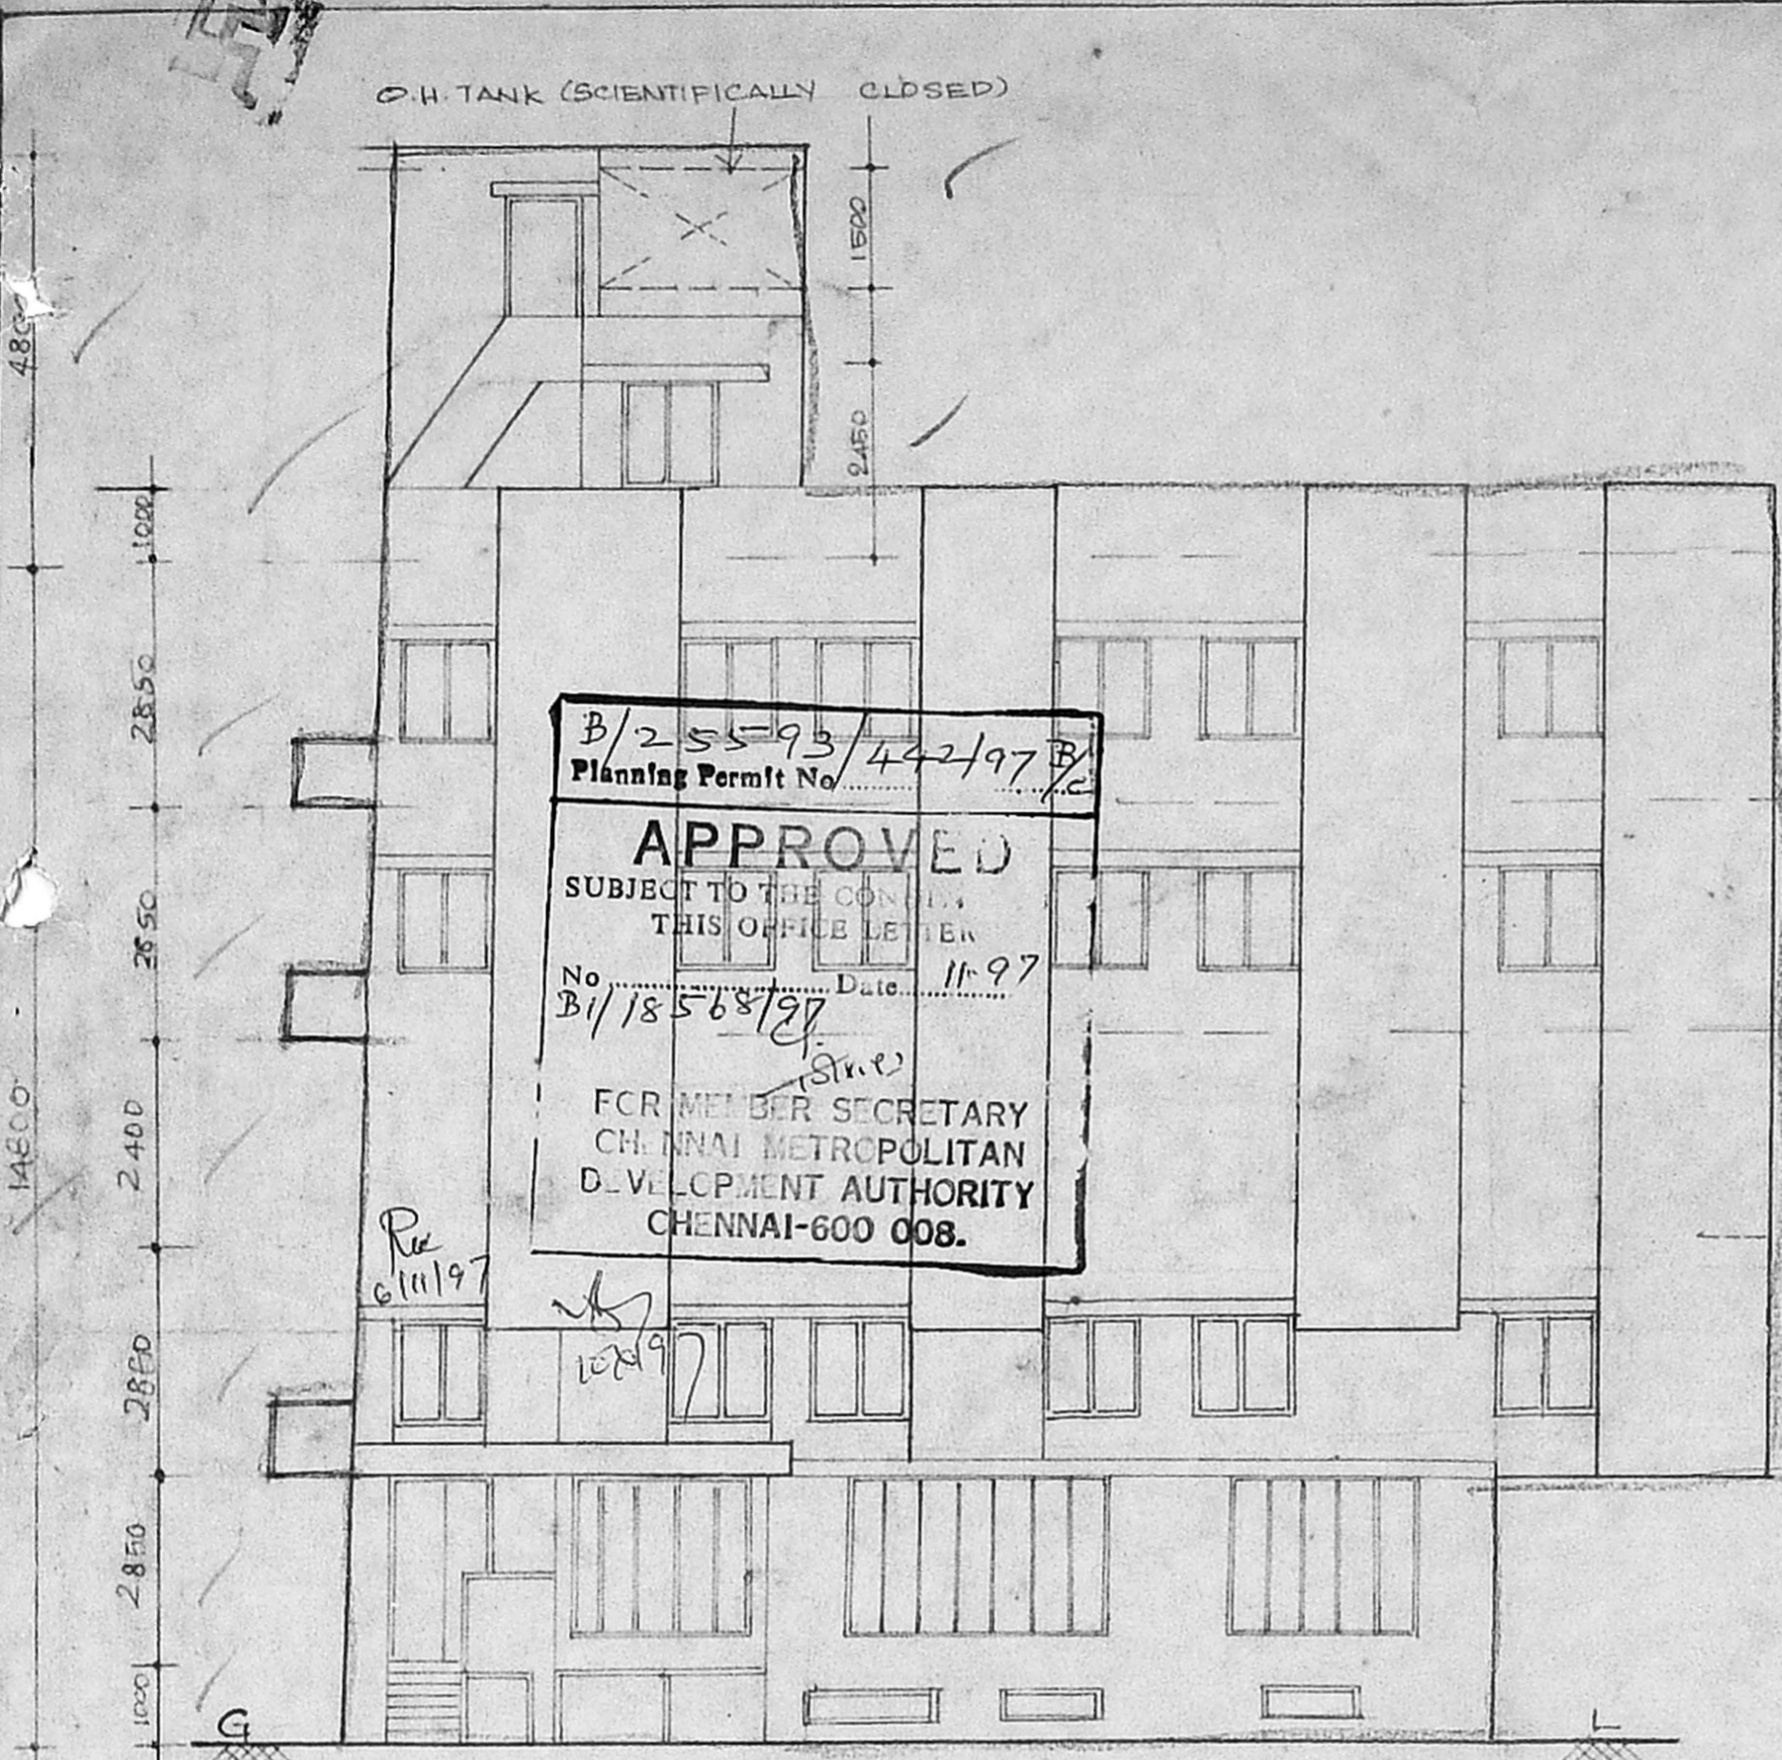 O.H. TANK (SCIENTIFICALLY CLOSED)
1500
2450
1000
2850
2850
2400
2850
2850
1000
14800
B/25593/442/97 B/C
Planning Permit No
APPROVED
SUBJECT TO THE
THIS OFFICE LETTER
No Date 11-97
B1/18568/97
FOR MEMBER SECRETARY
CHENNAI METROPOLITAN
DEVELOPMENT AUTHORITY
CHENNAI-600 008.
6/11/97
G
L